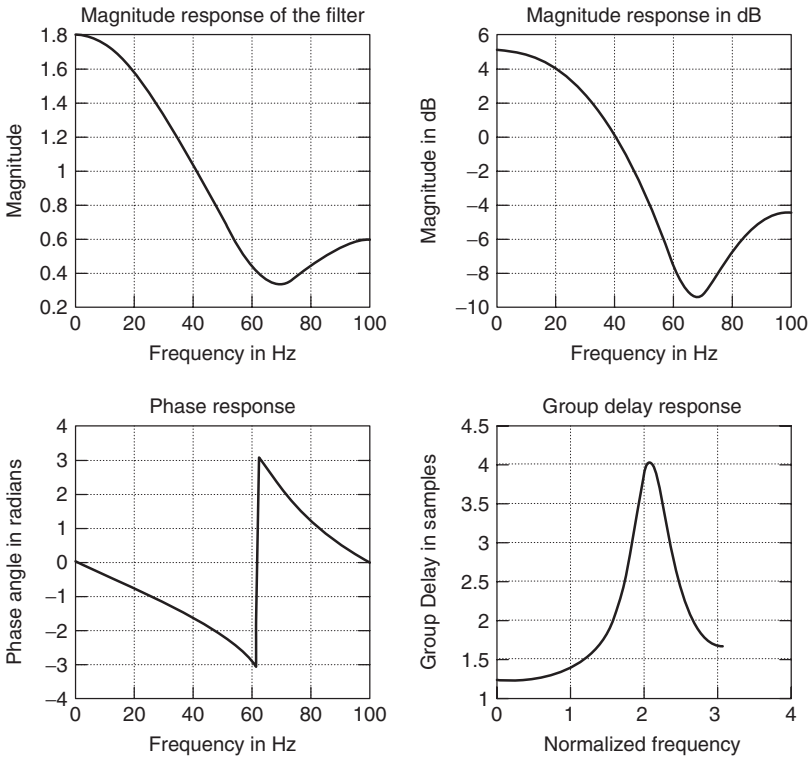 Magnitude response of the filter
Magnitude
1.8
1.6
1.4
1.2
1
0.8
0.6
0.4
0.2
0 20 40 60 80 100
Frequency in Hz
Magnitude response in dB
Magnitude in dB
6
4
2
0
−2
−4
−6
−8
−10
0 20 40 60 80 100
Frequency in Hz
Phase response
Phase angle in radians
4
3
2
1
0
−1
−2
−3
−4
0 20 40 60 80 100
Frequency in Hz
Group delay response
Group Delay in samples
4.5
4
3.5
3
2.5
2
1.5
1
0 1 2 3 4
Normalized frequency